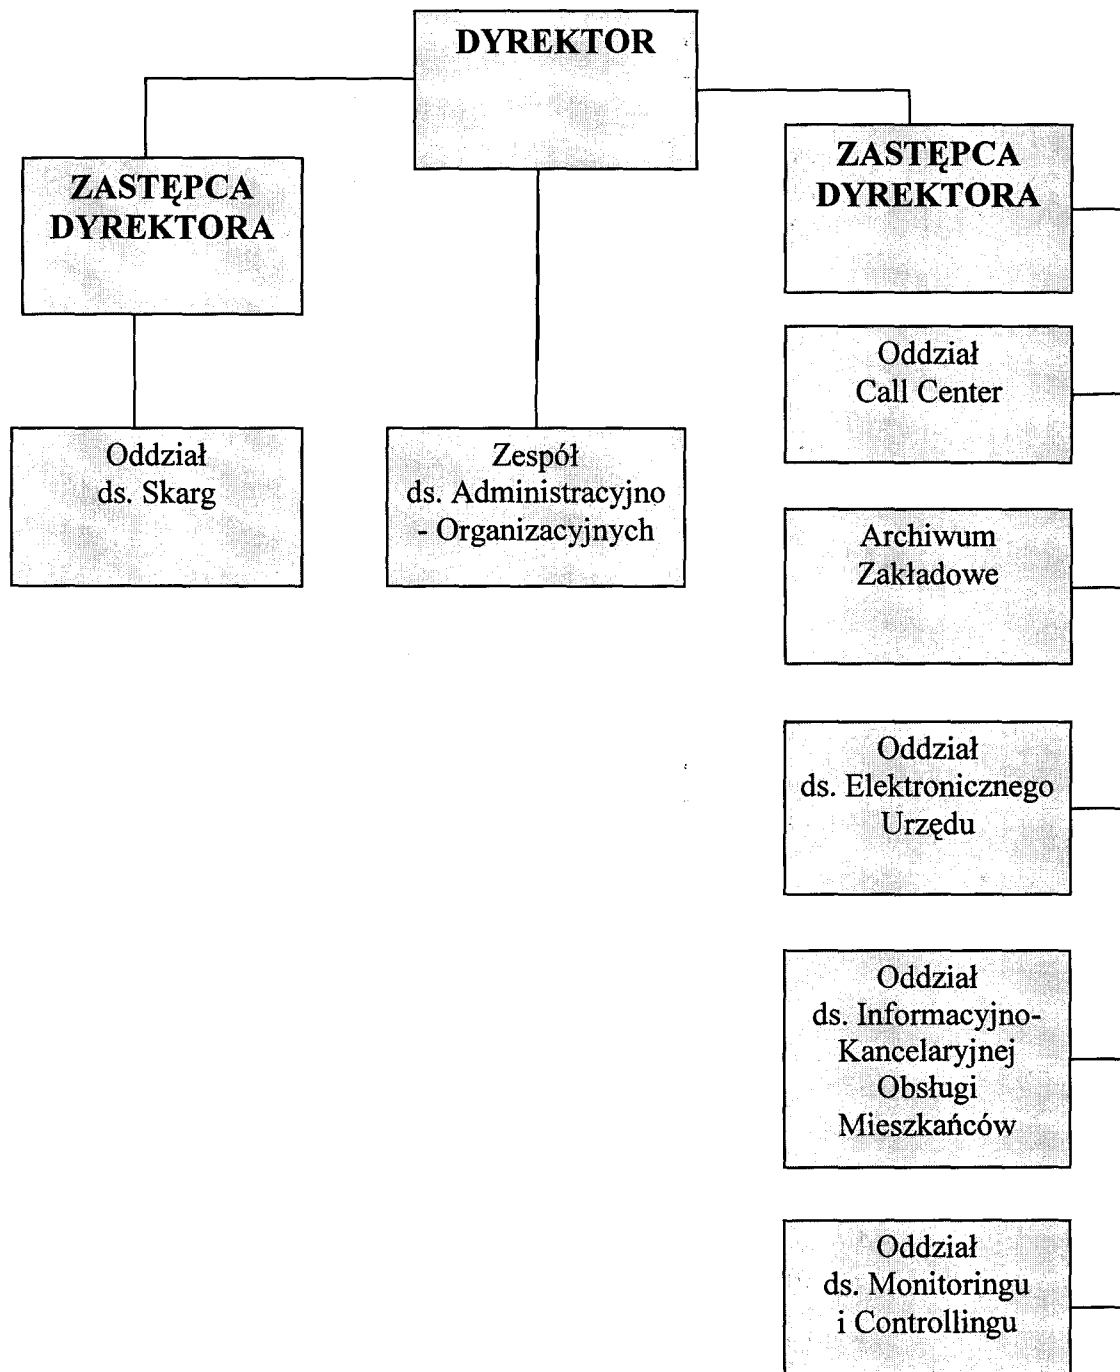 DYREKTOR
ZASTĘPCA
DYREKTORA
ZASTĘPCA
DYREKTORA
Oddział
Call Center
Oddział
ds. Skarg
Zespół
ds. Administracyjno
- Organizacyjnych
Archiwum
Zakładowe
Oddział
ds. Elektronicznego
Urzędu
Oddział
ds. Informacyjno-
Kancelaryjnej
Obsługi
Mieszkańców
Oddział
ds. Monitoringu
i Controllingu